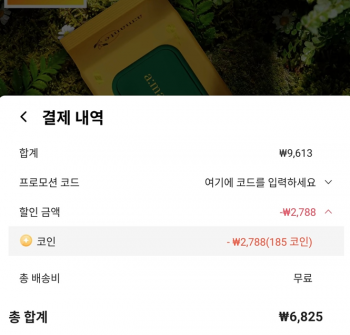 결제 내역
합계 ₩9,613
프로모션 코드 여기에 코드를 입력하세요
할인 금액 -₩2,788
코인 - ₩2,788(185 코인)
총 배송비 무료
총 합계 ₩6,825